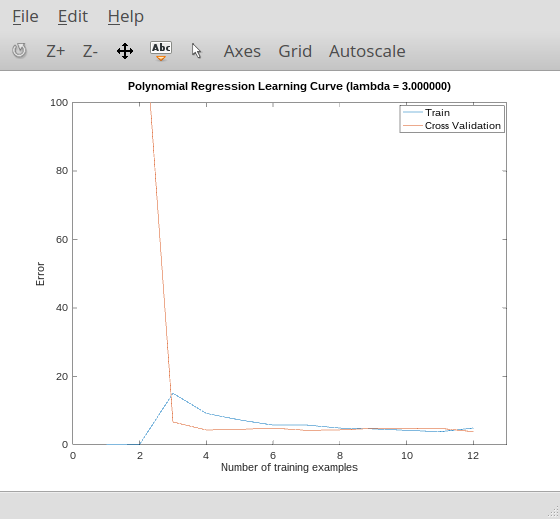 File Edit Help
Z+ Z- Abc Axes Grid Autoscale
Polynomial Regression Learning Curve (lambda = 3.000000)
100
Train
Cross Validation
80
60
Error
40
20
0
0 2 4 6 8 10 12
Number of training examples